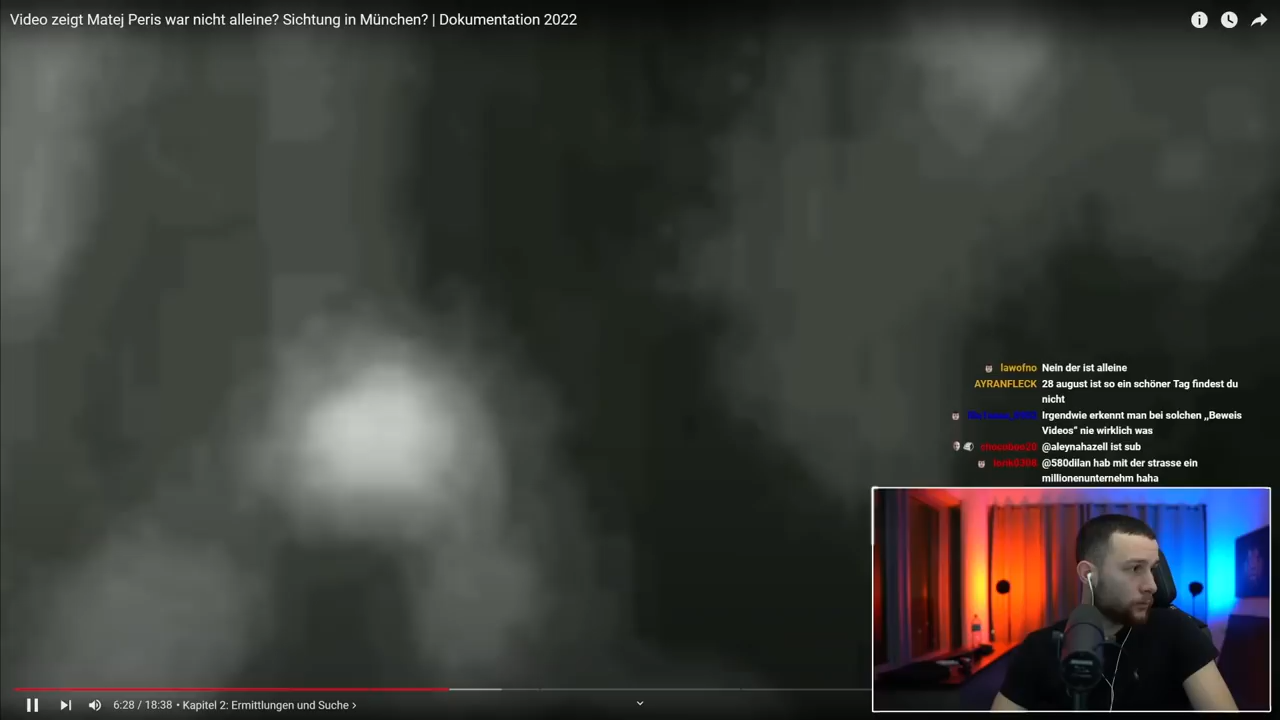 Video zeigt Matej Peris war nicht alleine? Sichtung in München? | Dokumentation 2022
lawofno Nein der ist alleine
AYRANFLECK 28 august ist so ein schöner Tag findest du
nicht
Irgendwie erkennt man bei solchen „Beweis
Videos“ nie wirklich was
@aleynahazell ist sub
@580dilan hab mit der strasse ein
millionenunternehm haha
6:28 / 18:38 • Kapitel 2: Ermittlungen und Suche ›